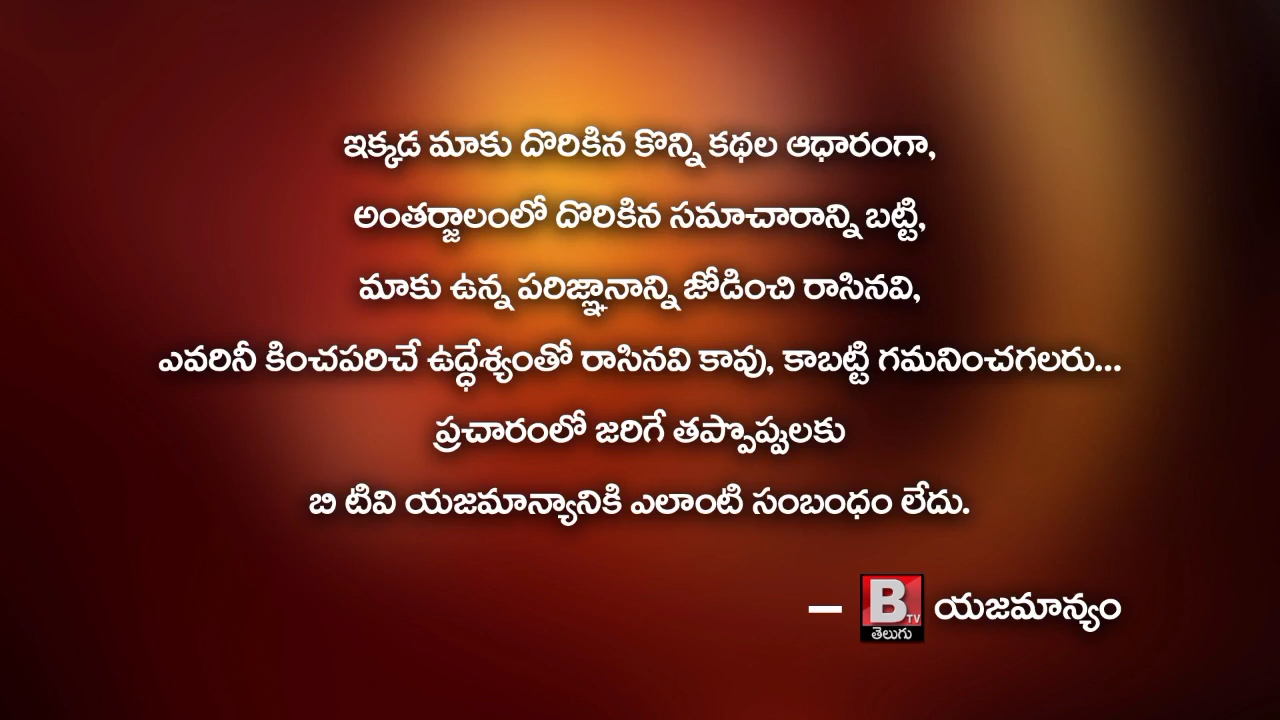 ఇక్కడ మాకు దొరికిన కొన్ని కథల ఆధారంగా,
అంతర్జాలంలో దొరికిన సమాచారాన్ని బట్టి,
మాకు ఉన్న పరిజ్ఞానాన్ని జోడించి రాసినవి,
ఎవరినీ కించపరిచే ఉద్ధేశ్యంతో రాసినవి కావు, కాబట్టి గమనించగలరు...
ప్రచారంలో జరిగే తప్పొప్పులకు
బి టివి యజమాన్యానికి ఎలాంటి సంబంధం లేదు.
– B TV తెలుగు యజమాన్యం